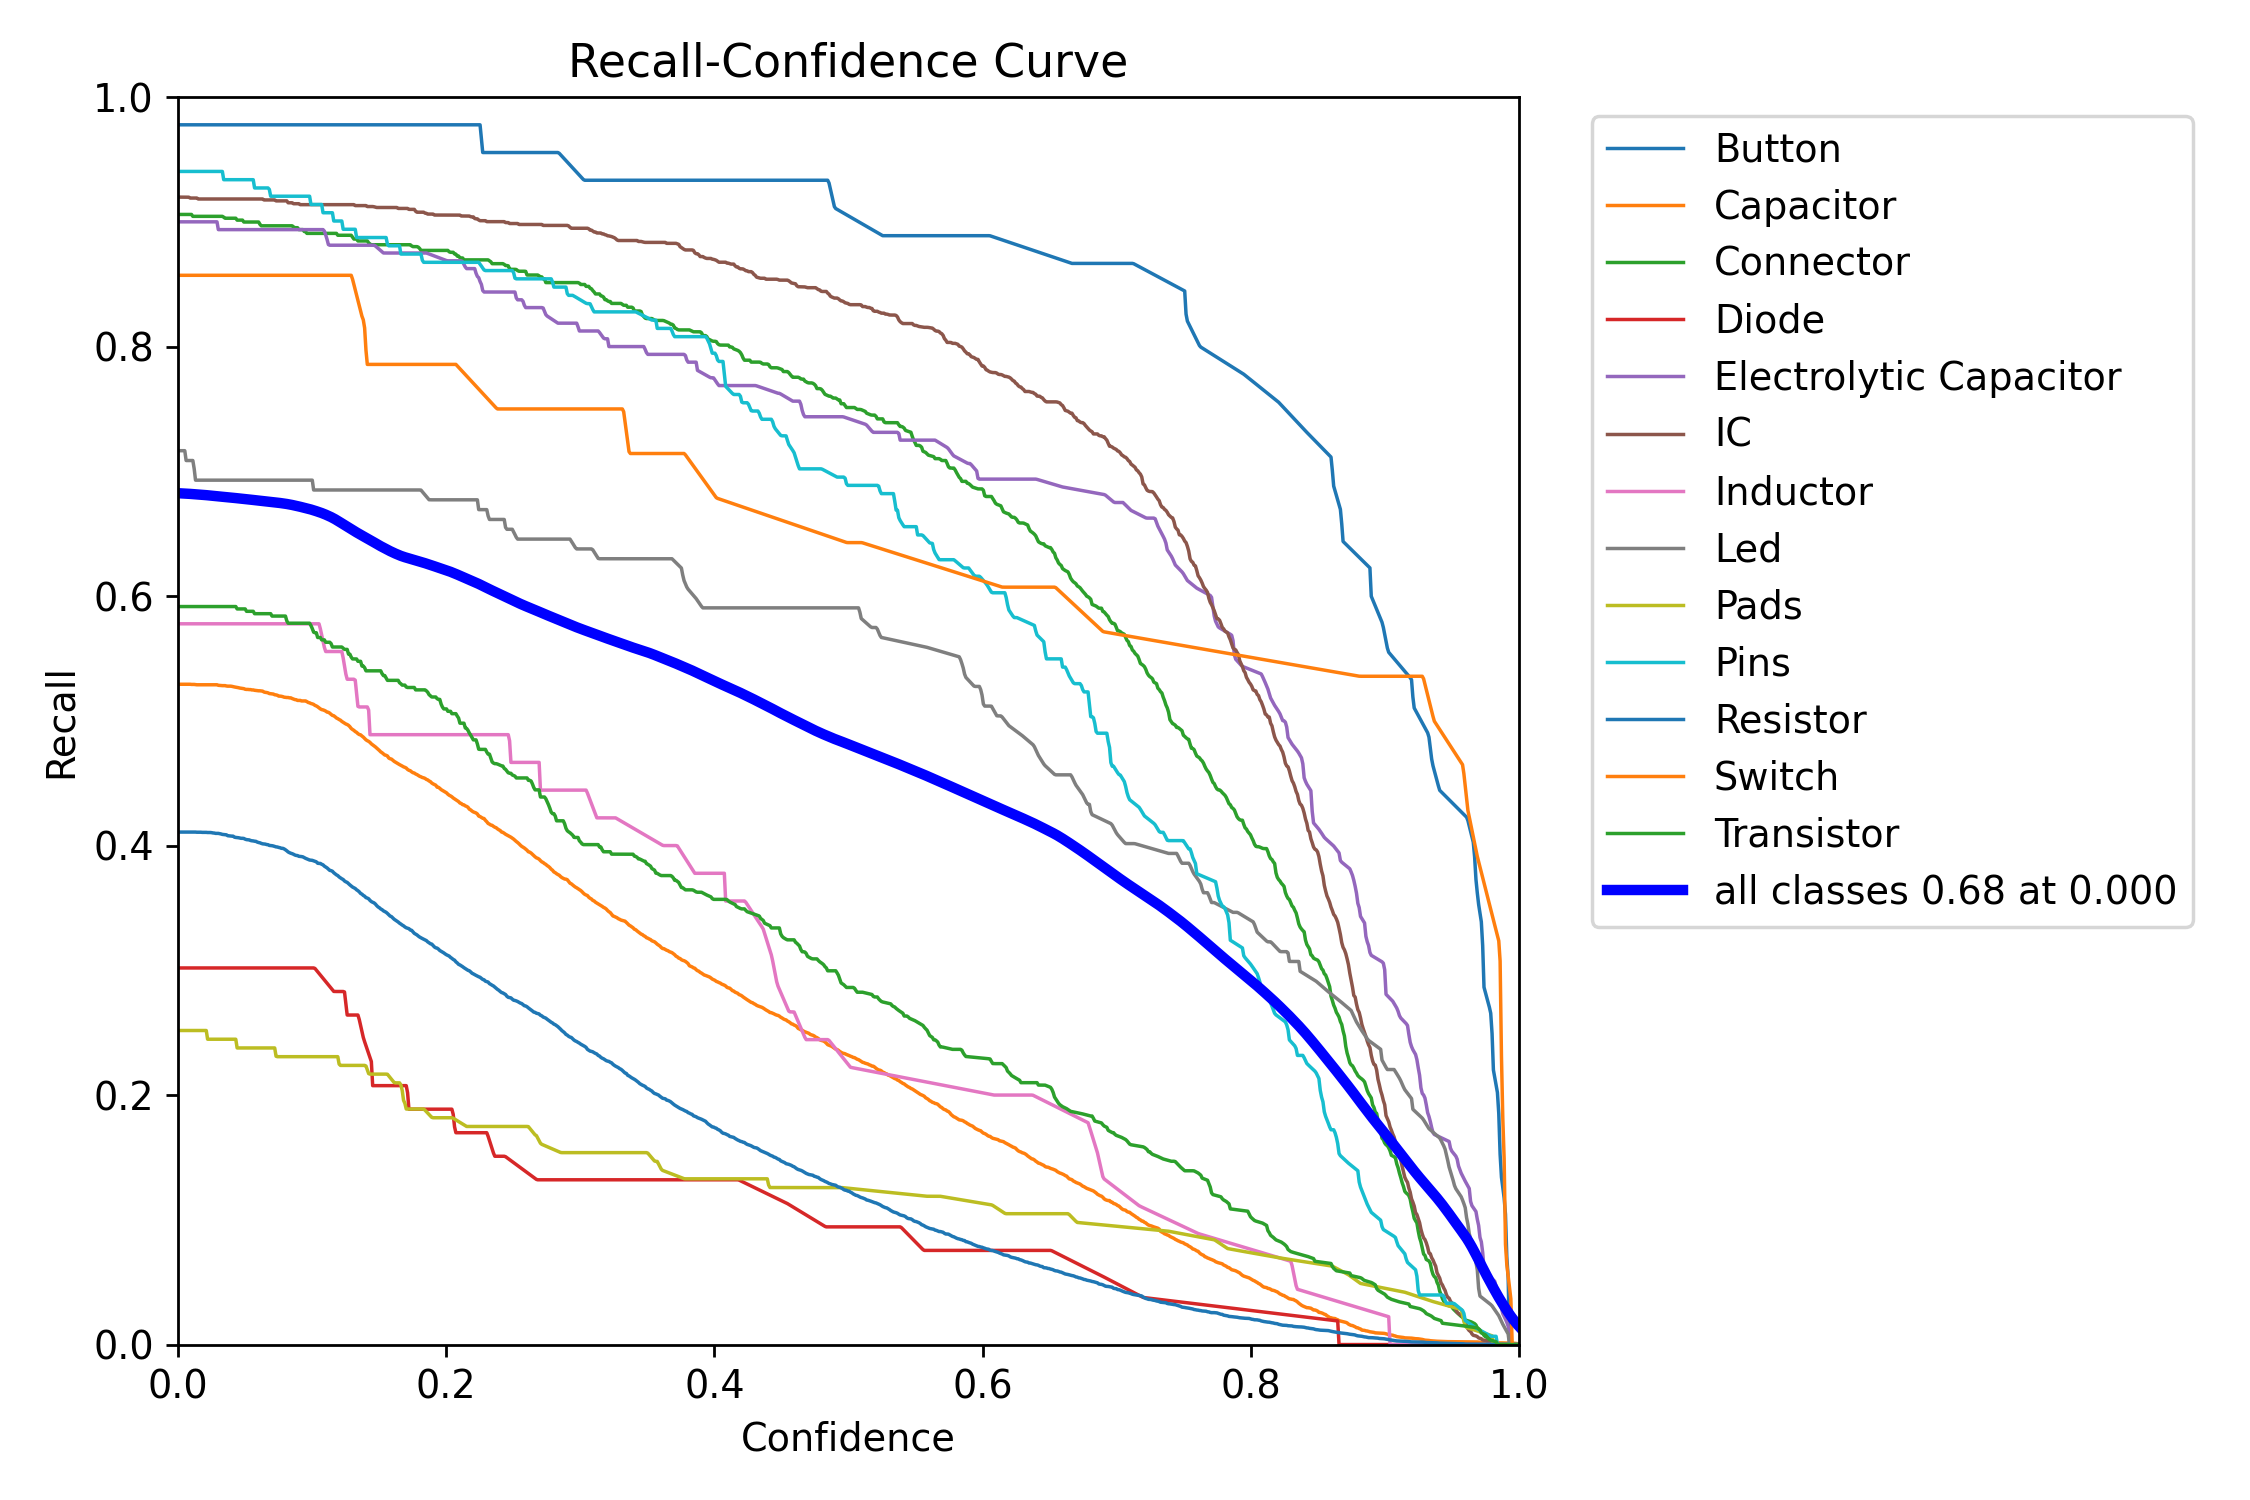 Recall-Confidence Curve
1.0
0.8
0.6
0.4
0.2
0.0
Recall
0.0 0.2 0.4 0.6 0.8 1.0
Confidence
Button
Capacitor
Connector
Diode
Electrolytic Capacitor
IC
Inductor
Led
Pads
Pins
Resistor
Switch
Transistor
all classes 0.68 at 0.000